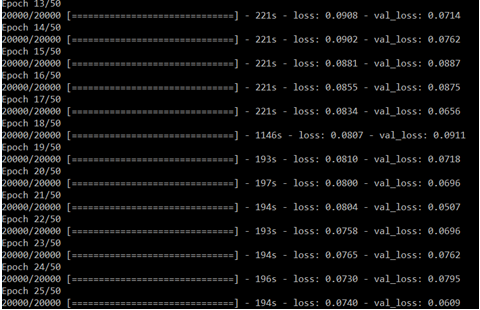 Epoch 13/50
20000/20000 [==============================] - 221s - loss: 0.0908 - val_loss: 0.0714
Epoch 14/50
20000/20000 [==============================] - 221s - loss: 0.0902 - val_loss: 0.0762
Epoch 15/50
20000/20000 [==============================] - 221s - loss: 0.0881 - val_loss: 0.0887
Epoch 16/50
20000/20000 [==============================] - 221s - loss: 0.0855 - val_loss: 0.0875
Epoch 17/50
20000/20000 [==============================] - 221s - loss: 0.0834 - val_loss: 0.0656
Epoch 18/50
20000/20000 [==============================] - 1146s - loss: 0.0807 - val_loss: 0.0911
Epoch 19/50
20000/20000 [==============================] - 193s - loss: 0.0810 - val_loss: 0.0718
Epoch 20/50
20000/20000 [==============================] - 197s - loss: 0.0800 - val_loss: 0.0696
Epoch 21/50
20000/20000 [==============================] - 194s - loss: 0.0804 - val_loss: 0.0507
Epoch 22/50
20000/20000 [==============================] - 193s - loss: 0.0758 - val_loss: 0.0696
Epoch 23/50
20000/20000 [==============================] - 194s - loss: 0.0765 - val_loss: 0.0762
Epoch 24/50
20000/20000 [==============================] - 196s - loss: 0.0730 - val_loss: 0.0795
Epoch 25/50
20000/20000 [==============================] - 194s - loss: 0.0740 - val_loss: 0.0609